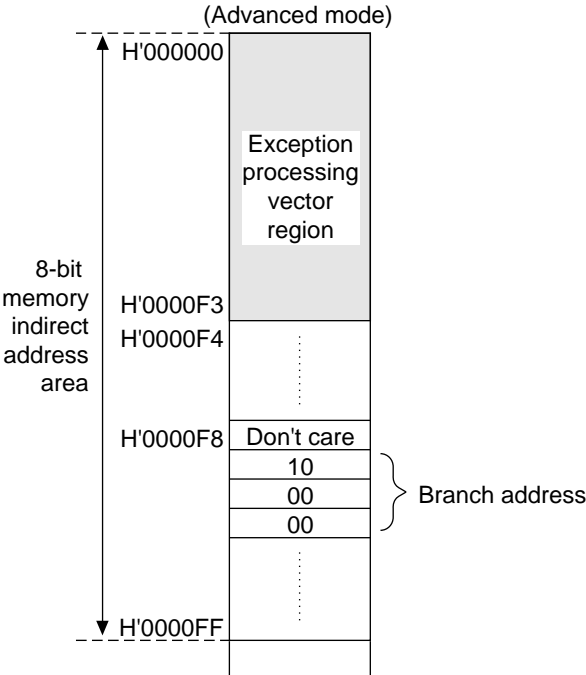 (Advanced mode)
H'000000
Exception
processing
vector
region
8-bit
memory
indirect
address
area
H'0000F3
H'0000F4
H'0000F8
Don't care
10
00
00
Branch address
H'0000FF